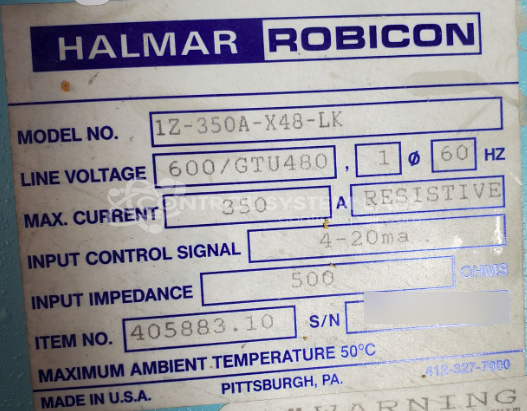 HALMAR ROBICON
MODEL NO. 1Z-350A-X48-LK
LINE VOLTAGE 600/GTU480, 1 ø 60 HZ
MAX. CURRENT 350 A RESISTIVE
INPUT CONTROL SIGNAL 4-20ma
INPUT IMPEDANCE 500 OHMS
ITEM NO. 405883.10 S/N
MAXIMUM AMBIENT TEMPERATURE 50°C
MADE IN U.S.A. PITTSBURGH, PA. 412-327-7000
"WARNING